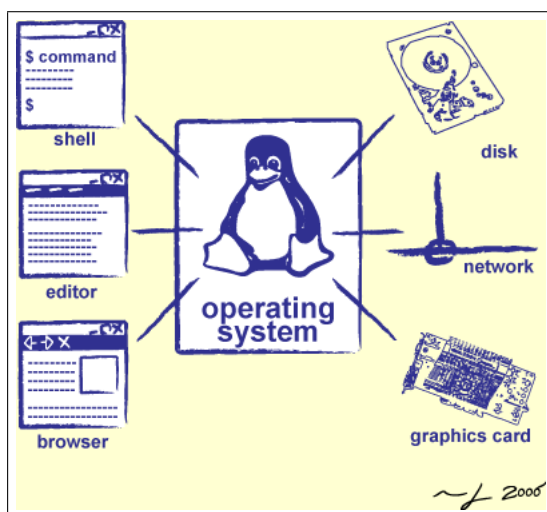 $ command
$
shell
disk
editor
network
operating
system
browser
graphics card
2006